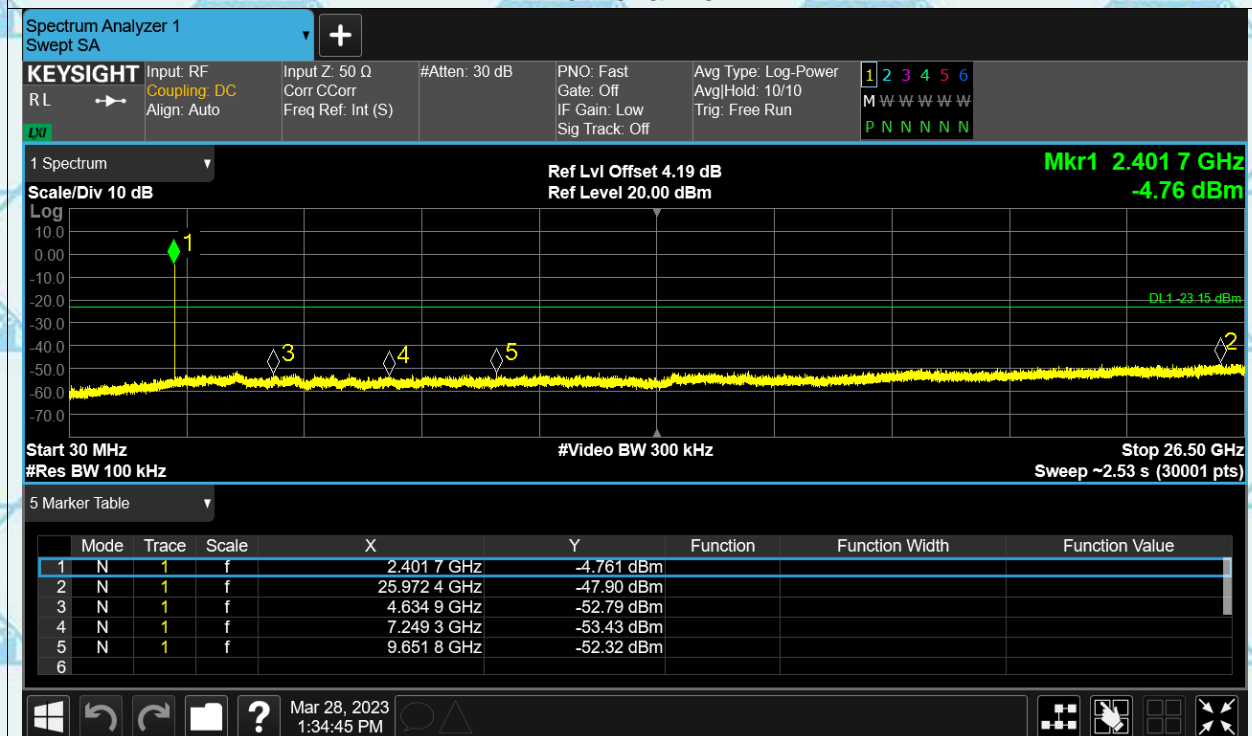 Spectrum Analyzer 1
Swept SA
+
KEYSIGHT
RL
LXI
Input: RF
Coupling: DC
Align: Auto
Input Z: 50 Ω
Corr CCorr
Freq Ref: Int (S)
#Atten: 30 dB
PNO: Fast
Gate: Off
IF Gain: Low
Sig Track: Off
Avg Type: Log-Power
Avg|Hold: 10/10
Trig: Free Run
1 2 3 4 5 6
M W W W W W
P N N N N N
1 Spectrum
Scale/Div 10 dB
Ref Lvl Offset 4.19 dB
Ref Level 20.00 dBm
Mkr1 2.401 7 GHz
-4.76 dBm
Log
10.0
0.00
-10.0
-20.0
-30.0
-40.0
-50.0
-60.0
-70.0
1
DL1 -23.15 dBm
3
4
5
2
Start 30 MHz
#Video BW 300 kHz
Stop 26.50 GHz
#Res BW 100 kHz
Sweep ~2.53 s (30001 pts)
5 Marker Table
Mode Trace Scale X Y Function Function Width Function Value
1 N 1 f 2.401 7 GHz -4.761 dBm
2 N 1 f 25.972 4 GHz -47.90 dBm
3 N 1 f 4.634 9 GHz -52.79 dBm
4 N 1 f 7.249 3 GHz -53.43 dBm
5 N 1 f 9.651 8 GHz -52.32 dBm
6
?
Mar 28, 2023
1:34:45 PM